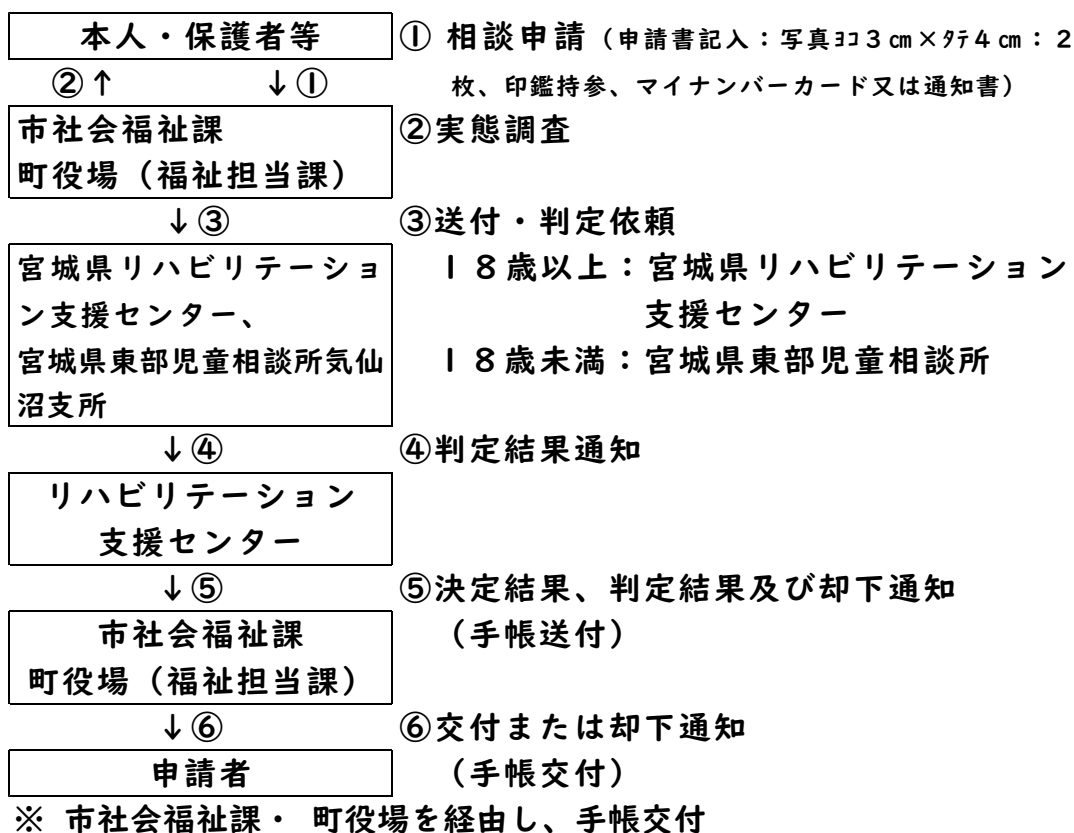 本人・保護者等 ① 相談申請（申請書記入：写真ﾖｺ３㎝×ﾀﾃ４㎝：２
②↑ ↓① 枚、印鑑持参、マイナンバーカード又は通知書）
市社会福祉課 ②実態調査
町役場（福祉担当課）
↓③ ③送付・判定依頼
宮城県リハビリテーショ １８歳以上：宮城県リハビリテーション
ン支援センター、 支援センター
宮城県東部児童相談所気仙 １８歳未満：宮城県東部児童相談所
沼支所
↓④ ④判定結果通知
リハビリテーション
支援センター
↓⑤ ⑤決定結果、判定結果及び却下通知
市社会福祉課 （手帳送付）
町役場（福祉担当課）
↓⑥ ⑥交付または却下通知
申請者 （手帳交付）
※ 市社会福祉課・ 町役場を経由し、手帳交付